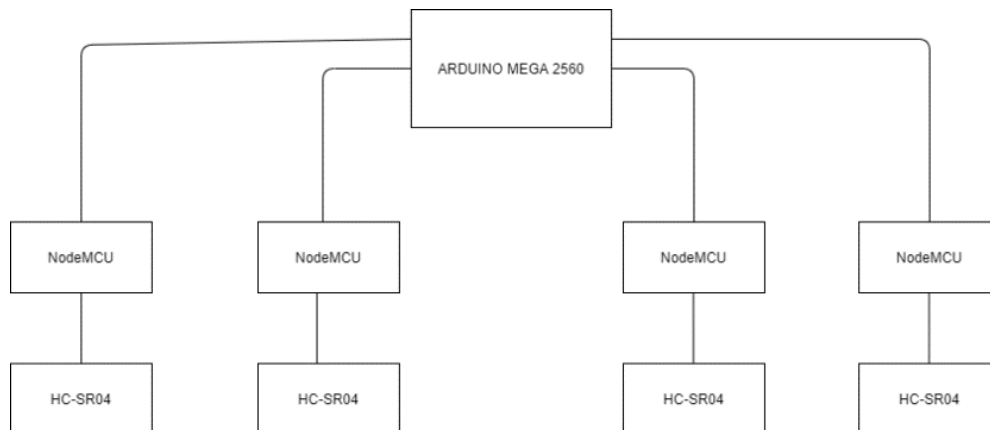 ARDUINO MEGA 2560
NodeMCU
NodeMCU
NodeMCU
NodeMCU
HC-SR04
HC-SR04
HC-SR04
HC-SR04